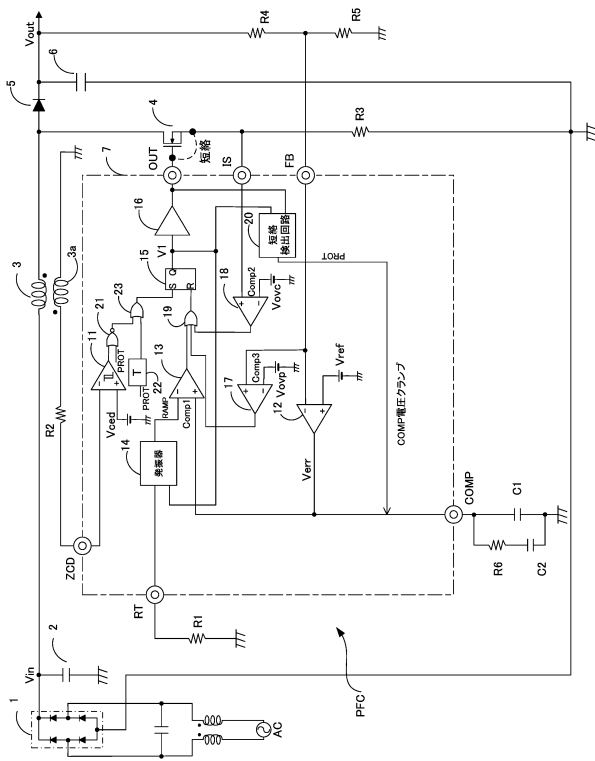 Vout
R4
R5
6
5
4
短絡
OUT
IS
FB
R3
7
3
3a
16
V1
20
短絡
検出回路
PROT
15
S
Q
R
23
21
19
18
+
−
Comp2
Vovc
11
PROT
T
22
PROT
13
RAMP
−
+
Comp1
Vced
17
+
−
Comp3
Vovp
12
−
+
Vref
COMP電圧クランプ
R2
14
発振器
Verr
COMP
C1
R6
C2
ZCD
RT
R1
Vin
2
1
PFC
AC